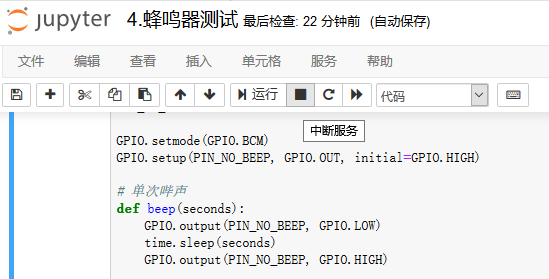 jupyter 4.蜂鸣器测试 最后检查: 22 分钟前 (自动保存)
文件 编辑 查看 插入 单元格 服务 帮助
运行 代码
中断服务
GPIO.setmode(GPIO.BCM)
GPIO.setup(PIN_NO_BEEP, GPIO.OUT, initial=GPIO.HIGH)
# 单次哔声
def beep(seconds):
    GPIO.output(PIN_NO_BEEP, GPIO.LOW)
    time.sleep(seconds)
    GPIO.output(PIN_NO_BEEP, GPIO.HIGH)